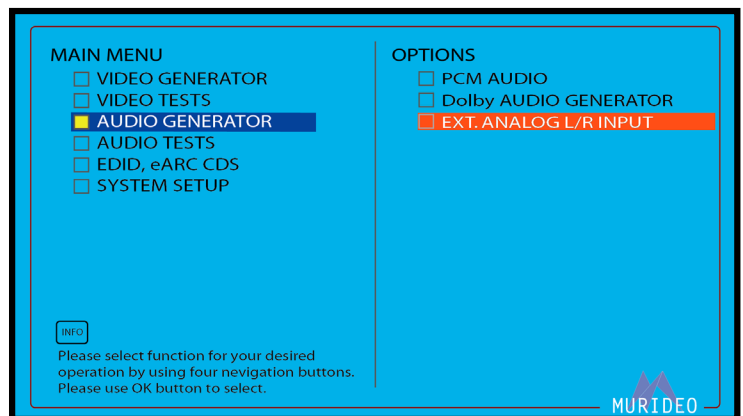 MAIN MENU
VIDEO GENERATOR
VIDEO TESTS
AUDIO GENERATOR
AUDIO TESTS
EDID, eARC CDS
SYSTEM SETUP
OPTIONS
PCM AUDIO
Dolby AUDIO GENERATOR
EXT. ANALOG L/R INPUT
INFO
Please select function for your desired
operation by using four nevigation buttons.
Please use OK button to select.
MURIDEO